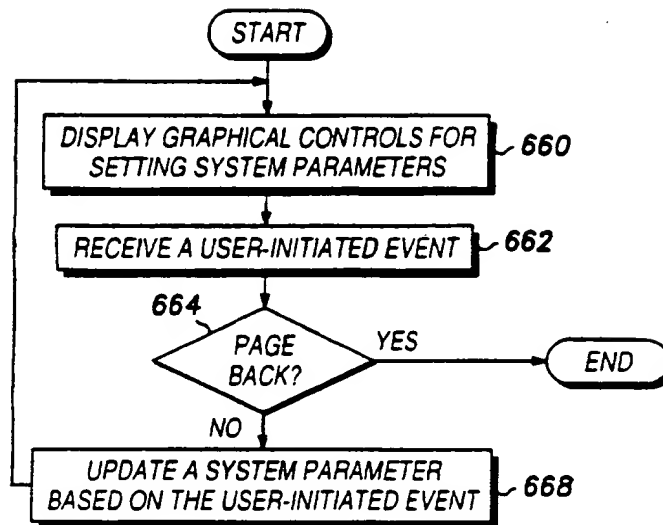 START
DISPLAY GRAPHICAL CONTROLS FOR
SETTING SYSTEM PARAMETERS
660
RECEIVE A USER-INITIATED EVENT
662
664
PAGE
BACK?
YES
END
NO
UPDATE A SYSTEM PARAMETER
BASED ON THE USER-INITIATED EVENT
668